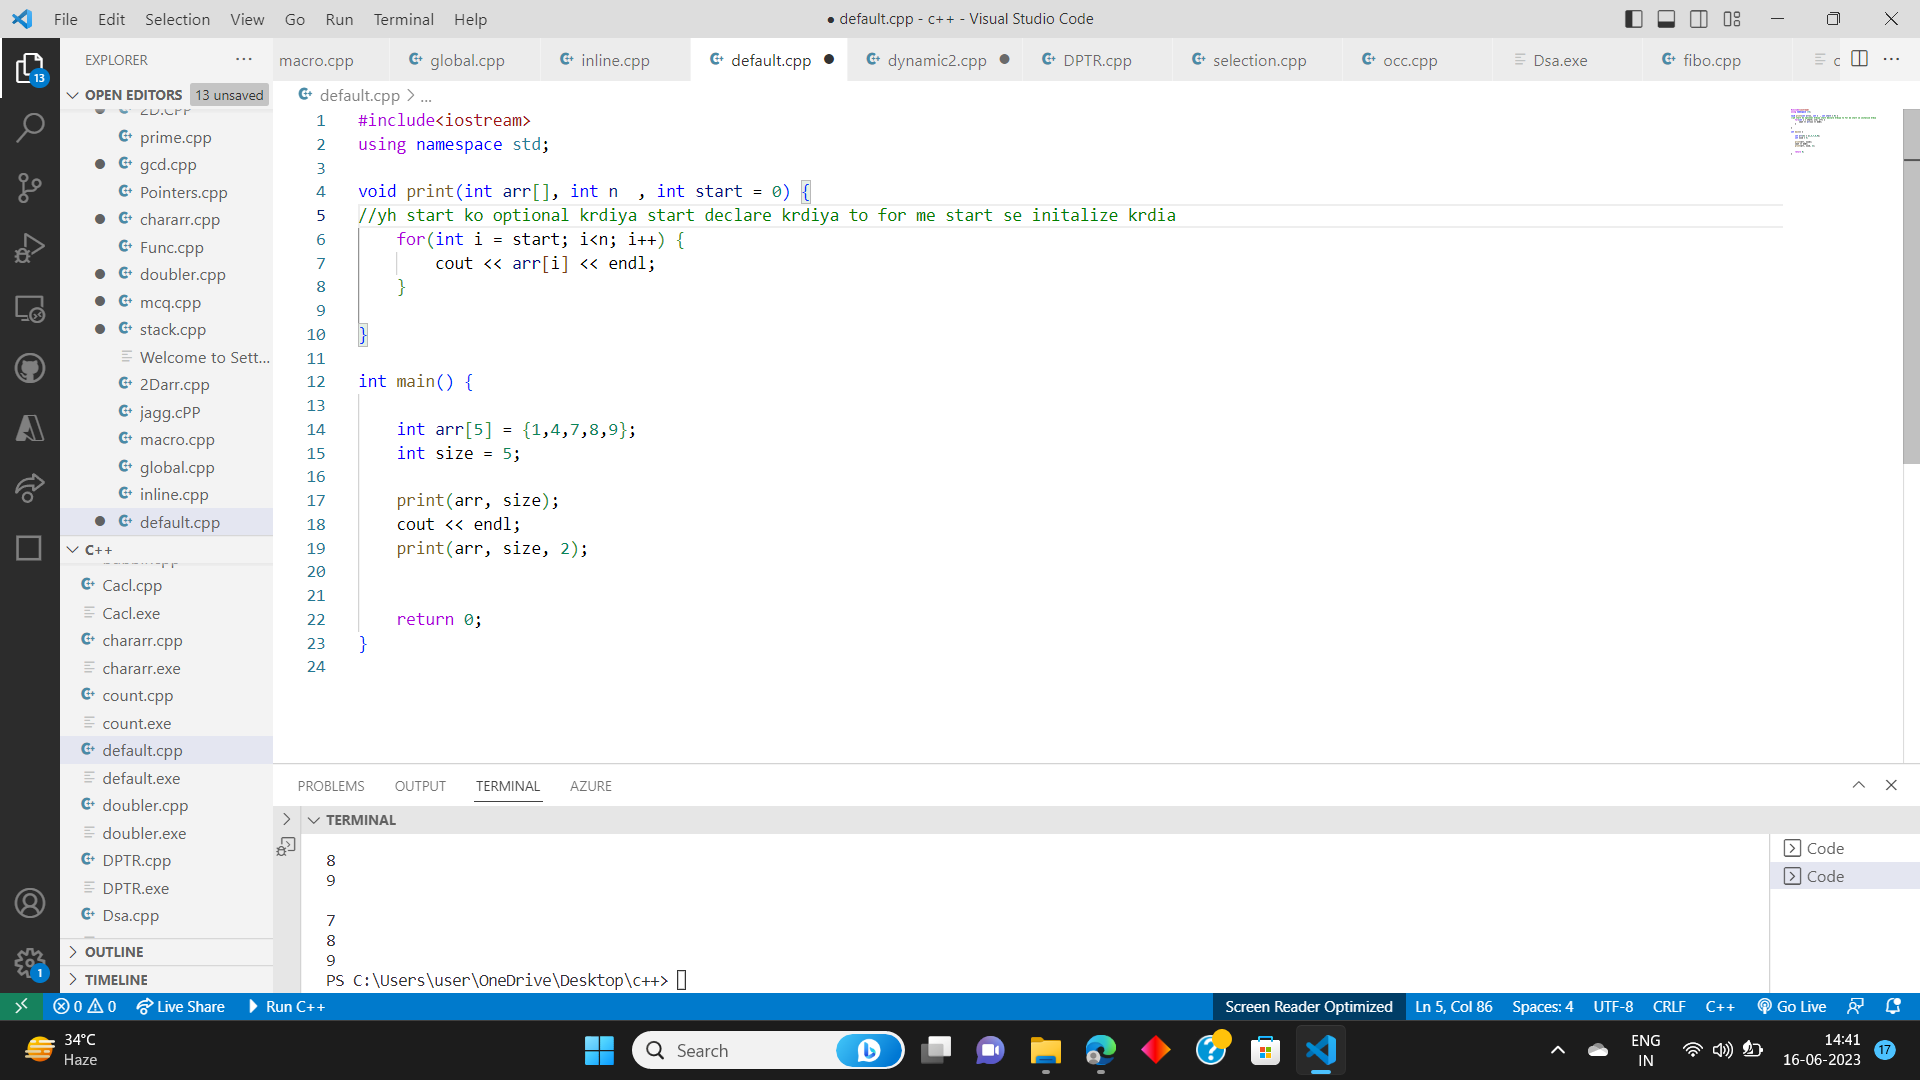 File Edit Selection View Go Run Terminal Help
● default.cpp - c++ - Visual Studio Code
EXPLORER
macro.cpp
global.cpp
inline.cpp
default.cpp
dynamic2.cpp
DPTR.cpp
selection.cpp
occ.cpp
Dsa.exe
fibo.cpp
c
OPEN EDITORS 13 unsaved
2D.CPP
prime.cpp
gcd.cpp
Pointers.cpp
chararr.cpp
Func.cpp
doubler.cpp
mcq.cpp
stack.cpp
Welcome to Sett...
2Darr.cpp
jagg.cPP
macro.cpp
global.cpp
inline.cpp
default.cpp
C++
Cacl.cpp
Cacl.exe
chararr.cpp
chararr.exe
count.cpp
count.exe
default.cpp
default.exe
doubler.cpp
doubler.exe
DPTR.cpp
DPTR.exe
Dsa.cpp
OUTLINE
TIMELINE
13
1
default.cpp > ...
1 #include<iostream>
2 using namespace std;
3
4 void print(int arr[], int n  , int start = 0) {
5 //yh start ko optional krdiya start declare krdiya to for me start se initalize krdia
6     for(int i = start; i<n; i++) {
7         cout << arr[i] << endl;
8     }
9
10 }
11
12 int main() {
13
14     int arr[5] = {1,4,7,8,9};
15     int size = 5;
16
17     print(arr, size);
18     cout << endl;
19     print(arr, size, 2);
20
21
22     return 0;
23 }
24
PROBLEMS OUTPUT TERMINAL AZURE
TERMINAL
8
9
7
8
9
PS C:\Users\user\OneDrive\Desktop\c++>
Code
Code
0 0 Live Share Run C++
Screen Reader Optimized Ln 5, Col 86 Spaces: 4 UTF-8 CRLF C++ Go Live
34°C
Haze
Search
ENG
IN
14:41
16-06-2023
17